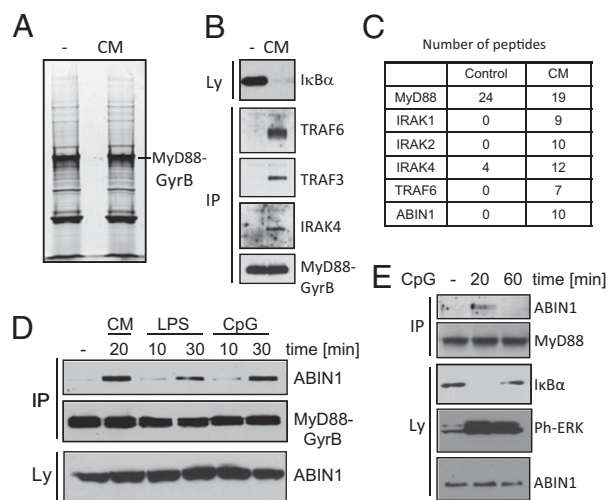 A
- CM
MyD88-
GyrB
B
- CM
Ly
IκBα
IP
TRAF6
TRAF3
IRAK4
MyD88-
GyrB
C
Number of peptides
Control CM
MyD88 24 19
IRAK1 0 9
IRAK2 0 10
IRAK4 4 12
TRAF6 0 7
ABIN1 0 10
D
CM LPS CpG
- 20 10 30 10 30 time [min]
IP
ABIN1
MyD88-
GyrB
Ly
ABIN1
E
CpG - 20 60 time [min]
IP
ABIN1
MyD88
Ly
IκBα
Ph-ERK
ABIN1